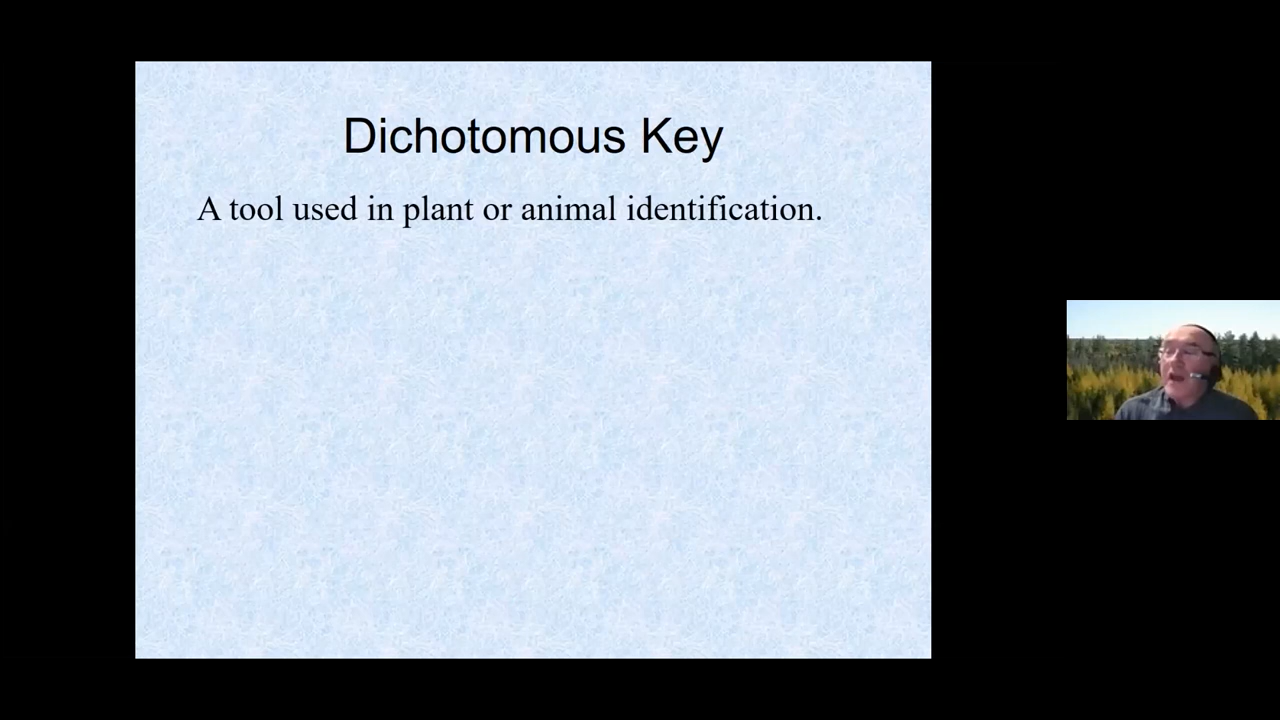 Dichotomous Key
A tool used in plant or animal identification.